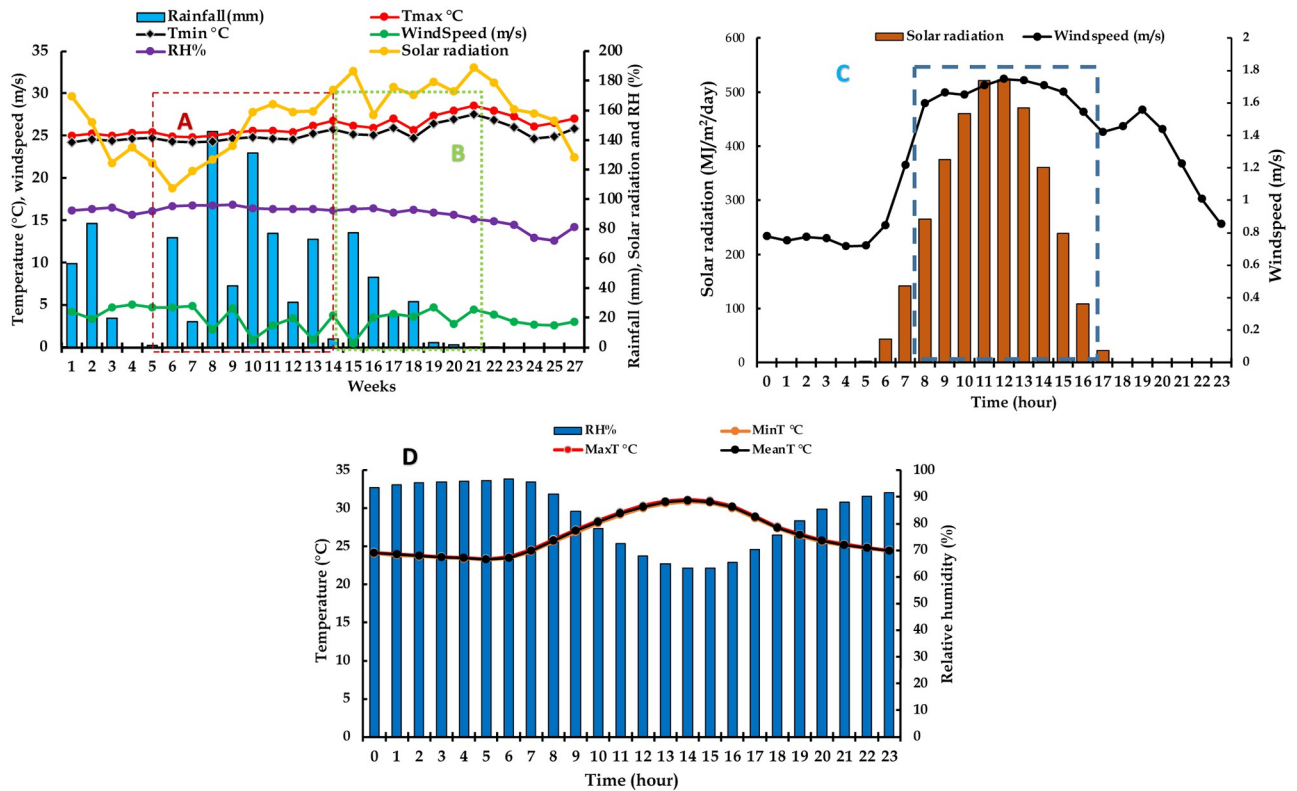 Rainfall(mm) Tmax °C
Tmin °C WindSpeed (m/s)
RH% Solar radiation
35 30 25 20 15 10 5 0
Temperature (°C), windspeed (m/s)
A
B
200 180 160 140 120 100 80 60 40 20 0
Rainfall (mm), Solar radiation and RH (%)
1 2 3 4 5 6 7 8 9 10 11 12 13 14 15 16 17 18 19 20 21 22 23 24 25 27
Weeks
Solar radiation Windspeed (m/s)
600 500 400 300 200 100 0
Solar radiation (MJ/m²/day)
C
2 1.8 1.6 1.4 1.2 1 0.8 0.6 0.4 0.2 0
Windspeed (m/s)
0 1 2 3 4 5 6 7 8 9 10 11 12 13 14 15 16 17 18 19 20 21 22 23
Time (hour)
RH% MinT °C
MaxT °C MeanT °C
D
35 30 25 20 15 10 5 0
Temperature (°C)
100 90 80 70 60 50 40 30 20 10 0
Relative humidity (%)
0 1 2 3 4 5 6 7 8 9 10 11 12 13 14 15 16 17 18 19 20 21 22 23
Time (hour)